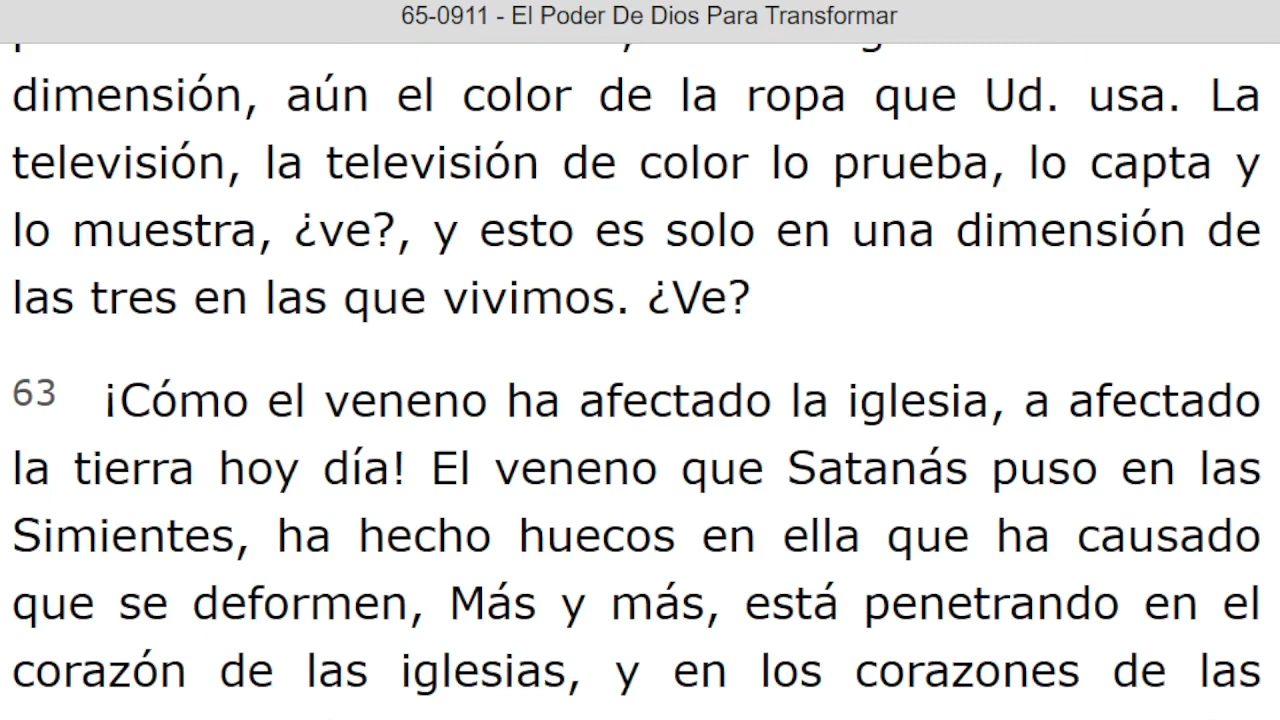 65-0911 - El Poder De Dios Para Transformar
dimensión, aún el color de la ropa que Ud. usa. La
televisión, la televisión de color lo prueba, lo capta y
lo muestra, ¿ve?, y esto es solo en una dimensión de
las tres en las que vivimos. ¿Ve?
63 ¡Cómo el veneno ha afectado la iglesia, a afectado
la tierra hoy día! El veneno que Satanás puso en las
Simientes, ha hecho huecos en ella que ha causado
que se deformen, Más y más, está penetrando en el
corazón de las iglesias, y en los corazones de las